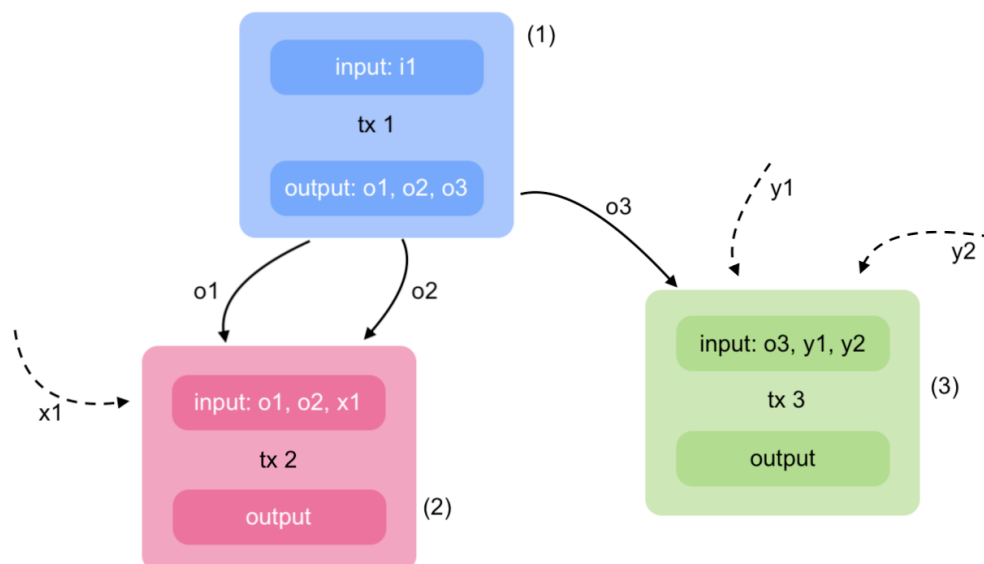 (1)
input: i1
tx 1
output: o1, o2, o3
o3
y1
y2
o1
o2
x1
input: o1, o2, x1
tx 2
output
(2)
input: o3, y1, y2
tx 3
(3)
output